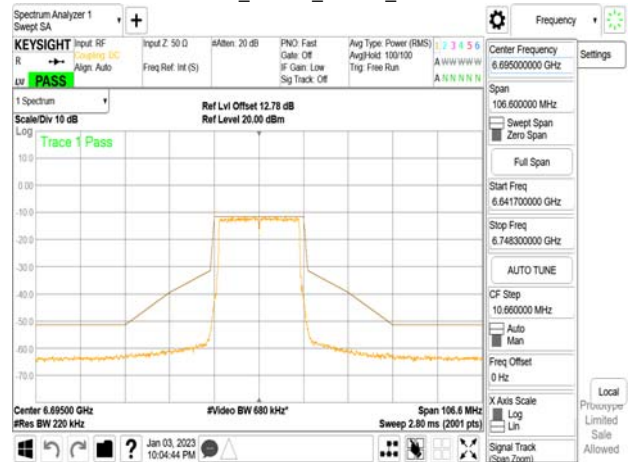 Spectrum Analyzer 1
Swept SA
+
Frequency
KEYSIGHT
R
LV PASS
Input: RF
Coupling: DC
Align: Auto
Input Z: 50 Ω
Freq Ref: Int (S)
#Atten: 20 dB
PNO: Fast
Gate: Off
IF Gain: Low
Sig Track: Off
Avg Type: Power (RMS)
Avg|Hold: 100/100
Trig: Free Run
1 2 3 4 5 6
A W W W W W
A N N N N N
Center Frequency
6.695000000 GHz
Settings
Span
106.600000 MHz
Swept Span
Zero Span
Full Span
Start Freq
6.641700000 GHz
Stop Freq
6.748300000 GHz
AUTO TUNE
CF Step
10.660000 MHz
Auto
Man
Freq Offset
0 Hz
X Axis Scale
Log
Lin
Signal Track
(Span Zoom)
Local
Prototype
Limited
Sale
Allowed
1 Spectrum
Scale/Div 10 dB
Ref Lvl Offset 12.78 dB
Ref Level 20.00 dBm
Log
Trace 1 Pass
10.0
0.00
-10.0
-20.0
-30.0
-40.0
-50.0
-60.0
-70.0
Center 6.69500 GHz
#Res BW 220 kHz
#Video BW 680 kHz*
Span 106.6 MHz
Sweep 2.80 ms (2001 pts)
?
Jan 03, 2023
10:04:44 PM